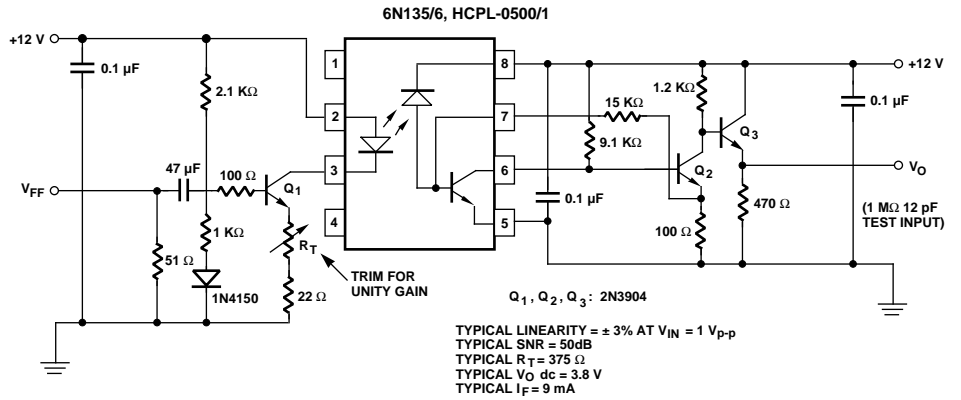 6N135/6, HCPL-0500/1
+12 V
0.1 µF
2.1 KΩ
1
2
3
4
8
7
6
5
15 KΩ
9.1 KΩ
1.2 KΩ
Q3
Q2
+12 V
0.1 µF
VFF
47 µF
100 Ω
Q1
51 Ω
1 KΩ
1N4150
RT
22 Ω
TRIM FOR
UNITY GAIN
0.1 µF
100 Ω
470 Ω
VO
(1 MΩ 12 pF
TEST INPUT)
Q1, Q2, Q3: 2N3904
TYPICAL LINEARITY = ± 3% AT VIN = 1 Vp-p
TYPICAL SNR = 50dB
TYPICAL RT = 375 Ω
TYPICAL VO dc = 3.8 V
TYPICAL IF = 9 mA